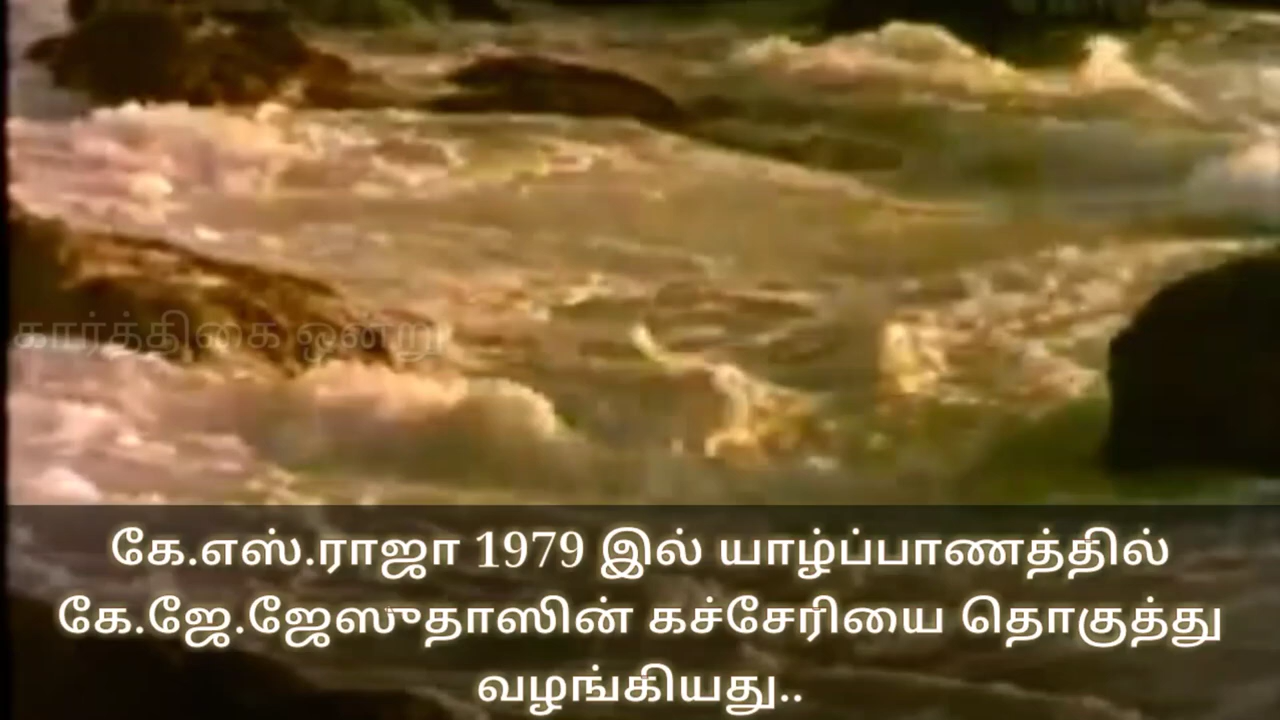 கார்த்திகை ஒன்று
கே.எஸ்.ராஜா 1979 இல் யாழ்ப்பாணத்தில்
கே.ஜே.ஜேஸுதாஸின் கச்சேரியை தொகுத்து
வழங்கியது..